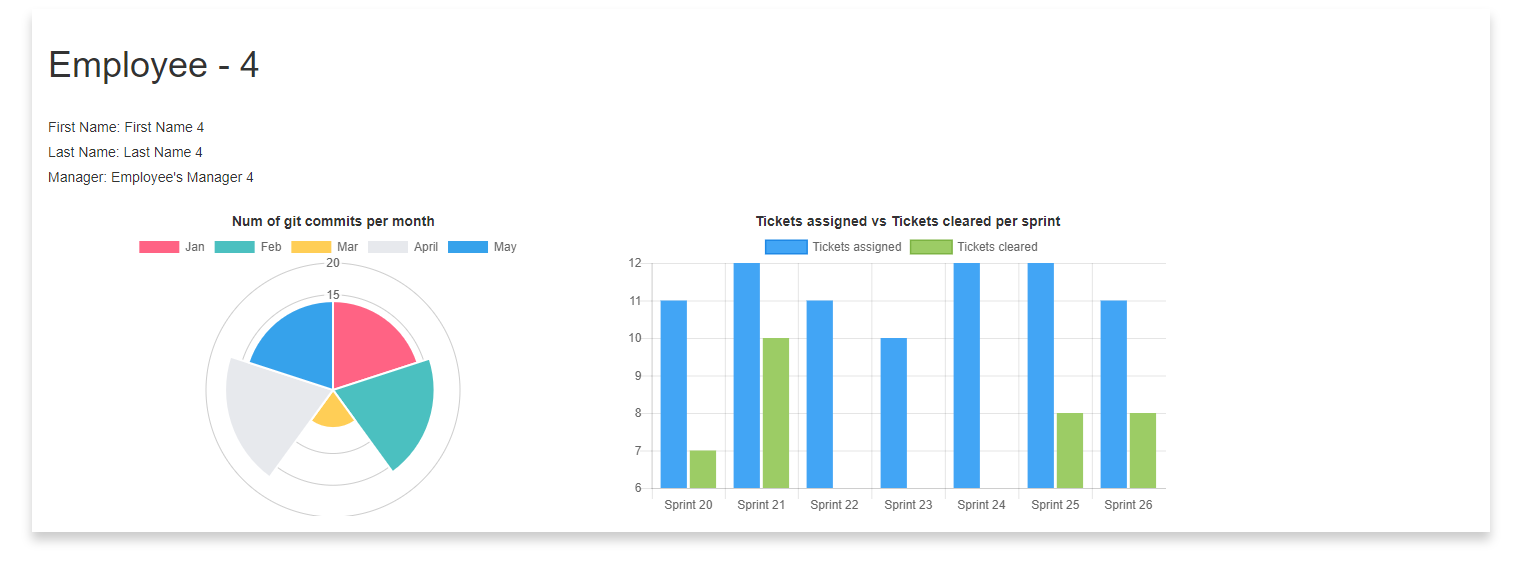 Employee - 4
First Name: First Name 4
Last Name: Last Name 4
Manager: Employee's Manager 4
Num of git commits per month
Jan Feb Mar April May
20
15
Tickets assigned vs Tickets cleared per sprint
Tickets assigned Tickets cleared
12
11
10
9
8
7
6
Sprint 20 Sprint 21 Sprint 22 Sprint 23 Sprint 24 Sprint 25 Sprint 26